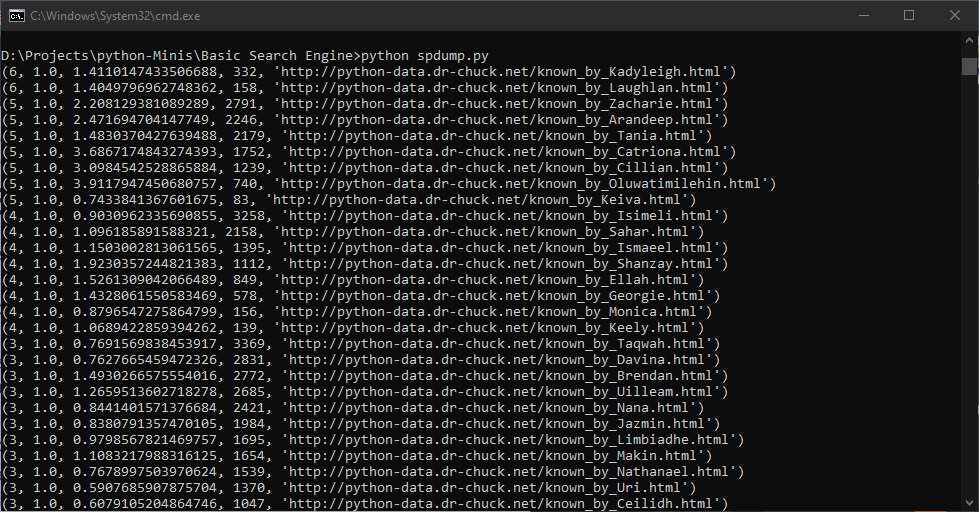 C:\Windows\System32\cmd.exe
D:\Projects\python-Minis\Basic Search Engine>python spdump.py
(6, 1.0, 1.4110147433506688, 332, 'http://python-data.dr-chuck.net/known_by_Kadyleigh.html')
(6, 1.0, 1.4049796962748362, 158, 'http://python-data.dr-chuck.net/known_by_Laughlan.html')
(5, 1.0, 2.208129381089289, 2791, 'http://python-data.dr-chuck.net/known_by_Zacharie.html')
(5, 1.0, 2.471694704147749, 2246, 'http://python-data.dr-chuck.net/known_by_Arandeep.html')
(5, 1.0, 1.4830370427639488, 2179, 'http://python-data.dr-chuck.net/known_by_Tania.html')
(5, 1.0, 3.6867174843274393, 1752, 'http://python-data.dr-chuck.net/known_by_Catriona.html')
(5, 1.0, 3.0984542528865884, 1239, 'http://python-data.dr-chuck.net/known_by_Cillian.html')
(5, 1.0, 3.9117947450680757, 740, 'http://python-data.dr-chuck.net/known_by_Oluwatimilehin.html')
(5, 1.0, 0.7433841367601675, 83, 'http://python-data.dr-chuck.net/known_by_Keiva.html')
(4, 1.0, 0.9030962335690855, 3258, 'http://python-data.dr-chuck.net/known_by_Isimeli.html')
(4, 1.0, 1.096185891588321, 2158, 'http://python-data.dr-chuck.net/known_by_Sahar.html')
(4, 1.0, 1.1503002813061565, 1395, 'http://python-data.dr-chuck.net/known_by_Ismaeel.html')
(4, 1.0, 1.9230357244821383, 1112, 'http://python-data.dr-chuck.net/known_by_Shanzay.html')
(4, 1.0, 1.5261309042066489, 849, 'http://python-data.dr-chuck.net/known_by_Ellah.html')
(4, 1.0, 1.4328061550583469, 578, 'http://python-data.dr-chuck.net/known_by_Georgie.html')
(4, 1.0, 0.8796547275864799, 156, 'http://python-data.dr-chuck.net/known_by_Monica.html')
(4, 1.0, 1.0689422859394262, 139, 'http://python-data.dr-chuck.net/known_by_Keely.html')
(3, 1.0, 0.7691569838453917, 3369, 'http://python-data.dr-chuck.net/known_by_Taqwah.html')
(3, 1.0, 0.7627665459472326, 2831, 'http://python-data.dr-chuck.net/known_by_Davina.html')
(3, 1.0, 1.4930266575554016, 2772, 'http://python-data.dr-chuck.net/known_by_Brendan.html')
(3, 1.0, 1.2659513602718278, 2685, 'http://python-data.dr-chuck.net/known_by_Uilleam.html')
(3, 1.0, 0.8441401571376684, 2421, 'http://python-data.dr-chuck.net/known_by_Nana.html')
(3, 1.0, 0.8380791357470105, 1984, 'http://python-data.dr-chuck.net/known_by_Jazmin.html')
(3, 1.0, 0.9798567821469757, 1695, 'http://python-data.dr-chuck.net/known_by_Limbiadhe.html')
(3, 1.0, 1.1083217988316125, 1654, 'http://python-data.dr-chuck.net/known_by_Makin.html')
(3, 1.0, 0.7678997503970624, 1539, 'http://python-data.dr-chuck.net/known_by_Nathanael.html')
(3, 1.0, 0.5907685907875704, 1370, 'http://python-data.dr-chuck.net/known_by_Uri.html')
(3, 1.0, 0.6079105204864746, 1047, 'http://python-data.dr-chuck.net/known_by_Ceilidh.html')